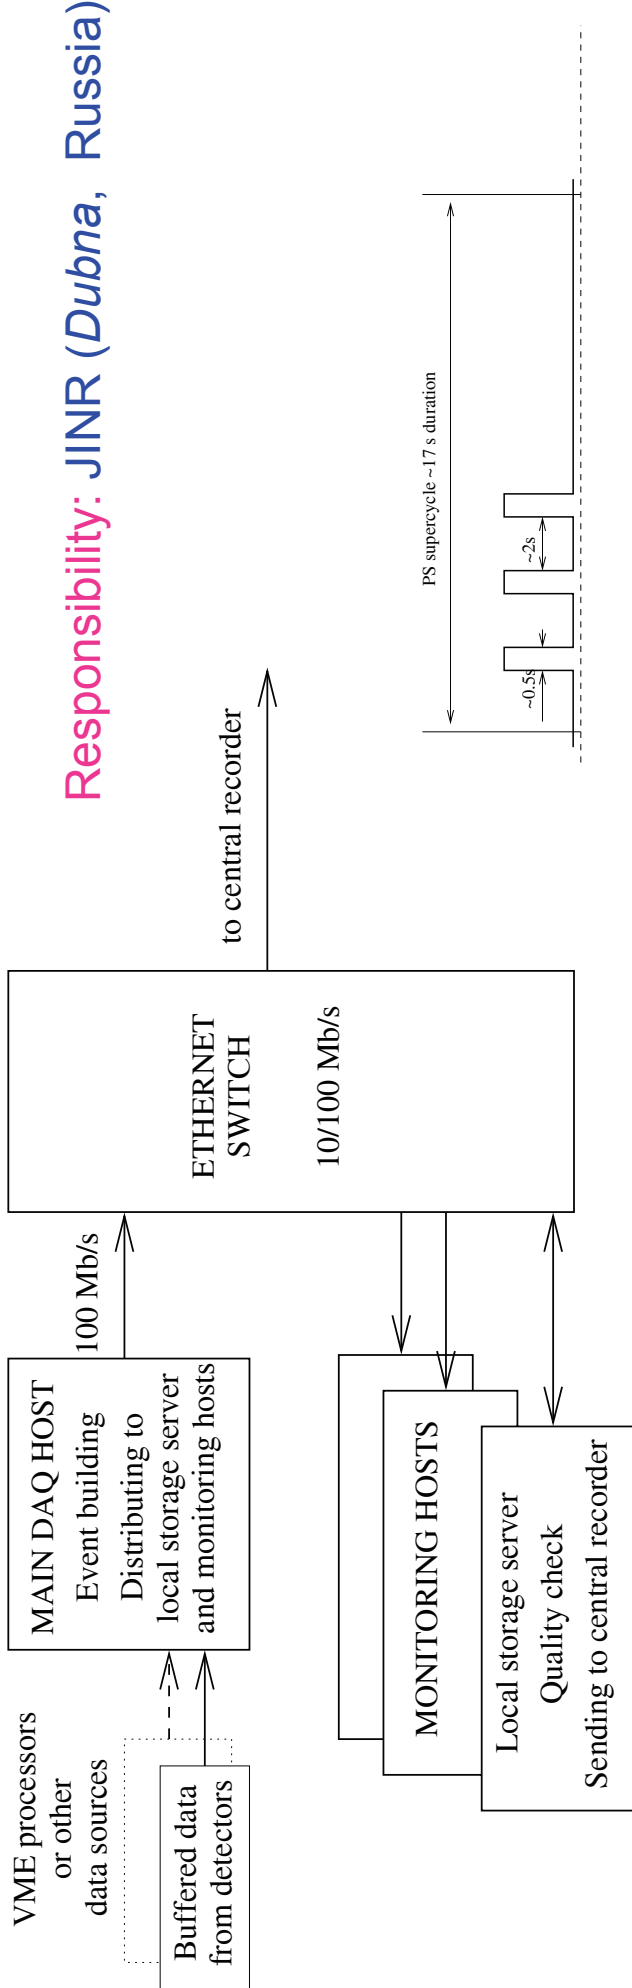 Responsibility: JINR (Dubna, Russia)
VME processors
or other
data sources
Buffered data
from detectors
MAIN DAQ HOST
Event building
Distributing to
local storage server
and monitoring hosts
100 Mb/s
ETHERNET
SWITCH
10/100 Mb/s
to central recorder
MONITORING HOSTS
Local storage server
Quality check
Sending to central recorder
PS supercycle ~17 s duration
~0.5s
~2s